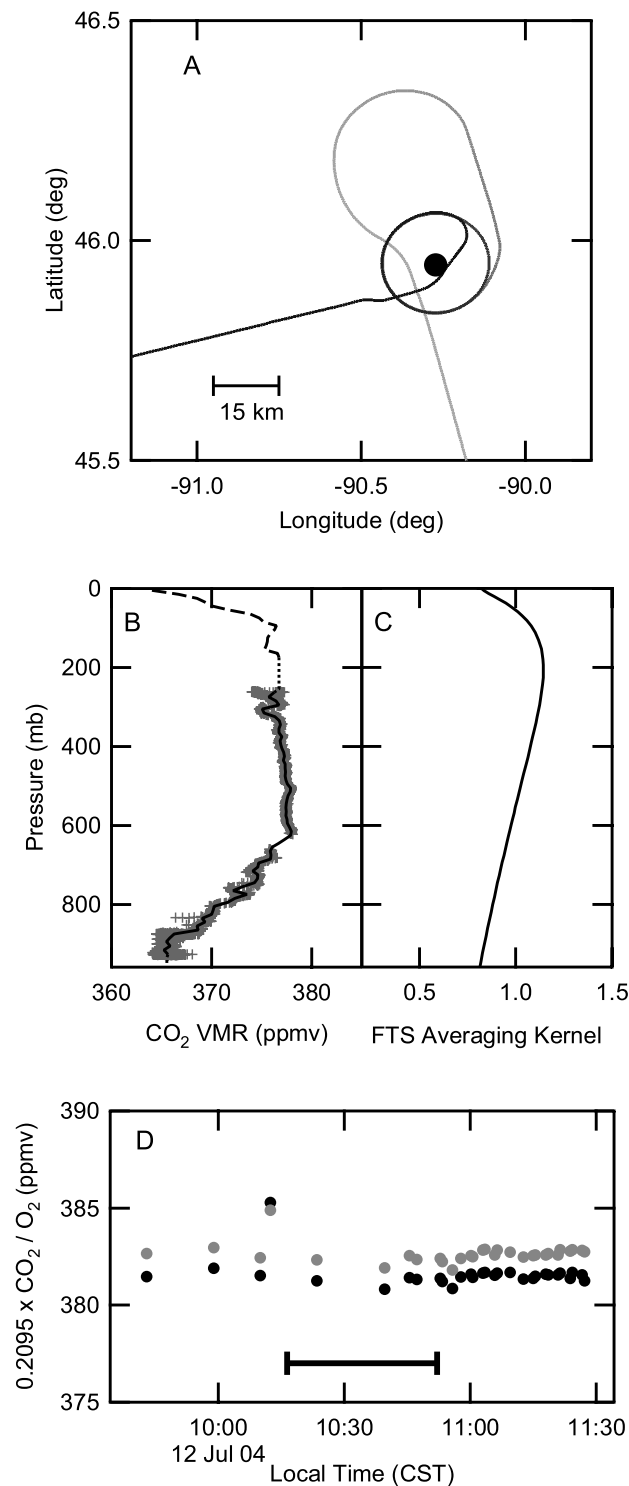 46.5
A
Latitude (deg)
46.0
15 km
45.5
-91.0 -90.5 -90.0
Longitude (deg)
0
B C
200
400
Pressure (mb)
600
800
360 370 380 0.5 1.0 1.5
CO₂ VMR (ppmv) FTS Averaging Kernel
390
D
385
0.2095 x CO₂ / O₂ (ppmv)
380
375
10:00 10:30 11:00 11:30
12 Jul 04
Local Time (CST)